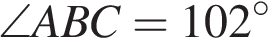 ∠ABC = 102°